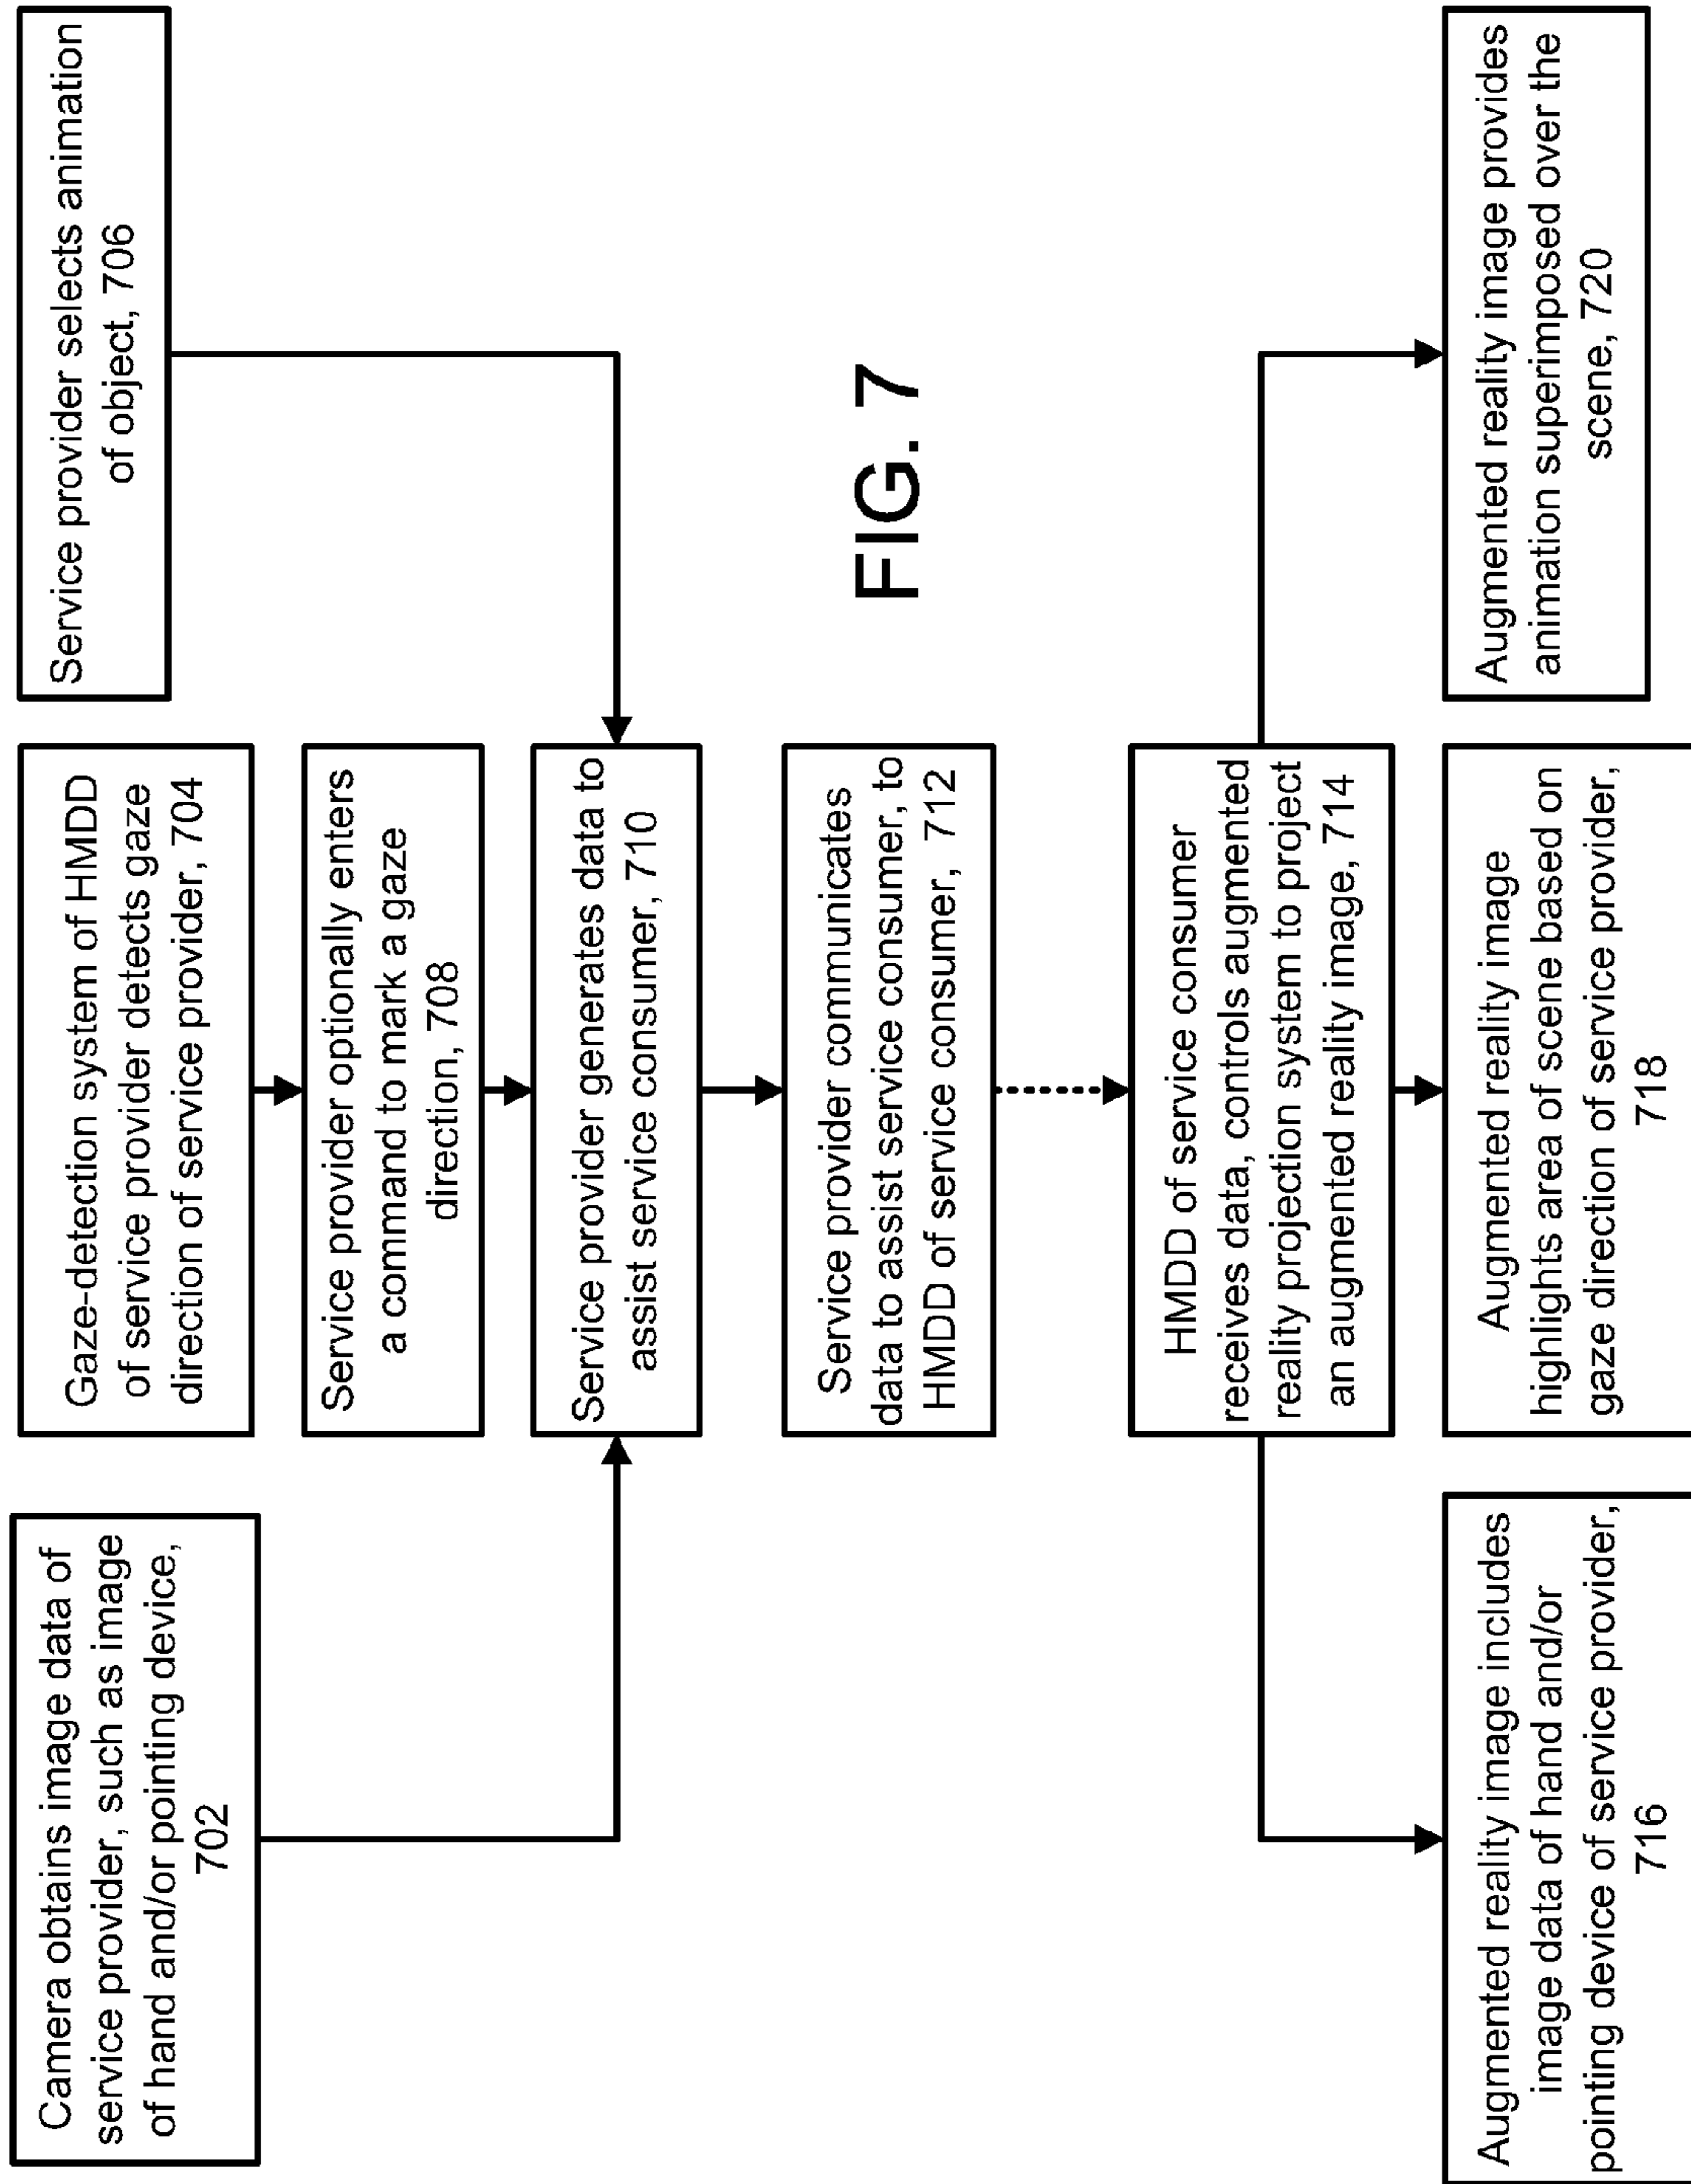 Camera obtains image data of
service provider, such as image
of hand and/or pointing device,
702
Gaze-detection system of HMDD
of service provider detects gaze
direction of service provider, 704
Service provider selects animation
of object, 706
Service provider optionally enters
a command to mark a gaze
direction, 708
Service provider generates data to
assist service consumer, 710
Service provider communicates
data to assist service consumer, to
HMDD of service consumer, 712
FIG. 7
HMDD of service consumer
receives data, controls augmented
reality projection system to project
an augmented reality image, 714
Augmented reality image includes
image data of hand and/or
pointing device of service provider,
716
Augmented reality image
highlights area of scene based on
gaze direction of service provider,
718
Augmented reality image provides
animation superimposed over the
scene, 720